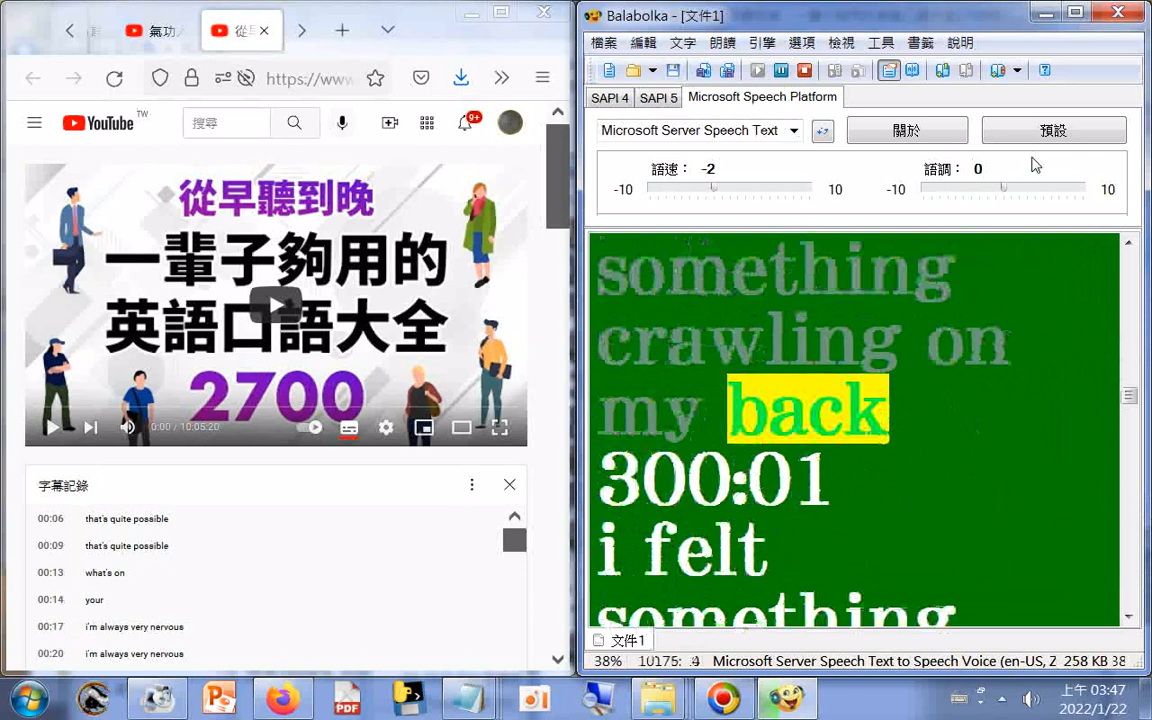 氣功
從
https://www
YouTube TW
搜尋
9+
從早聽到晚
一輩子夠用的
英語口語大全
2700
0:00 / 10:05:20
字幕記錄
00:06 that's quite possible
00:09 that's quite possible
00:13 what's on
00:14 your
00:17 i'm always very nervous
00:20 i'm always very nervous
Balabolka - [文件1]
檔案 編輯 文字 朗讀 引擎 選項 檢視 工具 書籤 說明
SAPI 4 SAPI 5 Microsoft Speech Platform
Microsoft Server Speech Text 關於 預設
語速： -2 語調： 0
-10 10 -10 10
something
crawling on
my back
300:01
i felt
something
文件1
38% 10175: 4 Microsoft Server Speech Text to Speech Voice (en-US, Z 258 KB 38
PDF
上午 03:47
2022/1/22